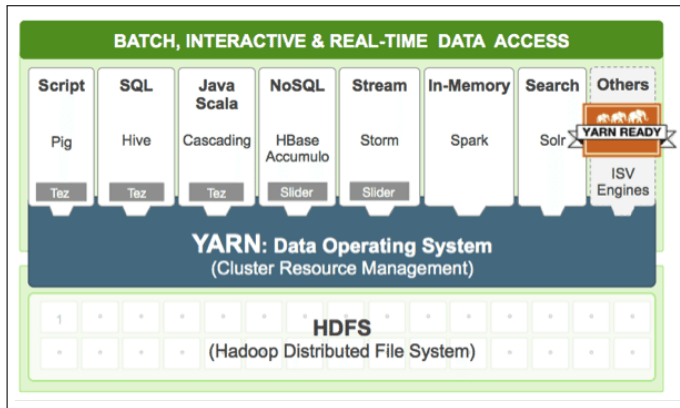 BATCH, INTERACTIVE & REAL-TIME DATA ACCESS
Script
Pig
Tez
SQL
Hive
Tez
Java
Scala
Cascading
Tez
NoSQL
HBase
Accumulo
Slider
Stream
Storm
Slider
In-Memory
Spark
Search
Solr
Others
YARN READY
ISV
Engines
YARN: Data Operating System
(Cluster Resource Management)
1
HDFS
(Hadoop Distributed File System)